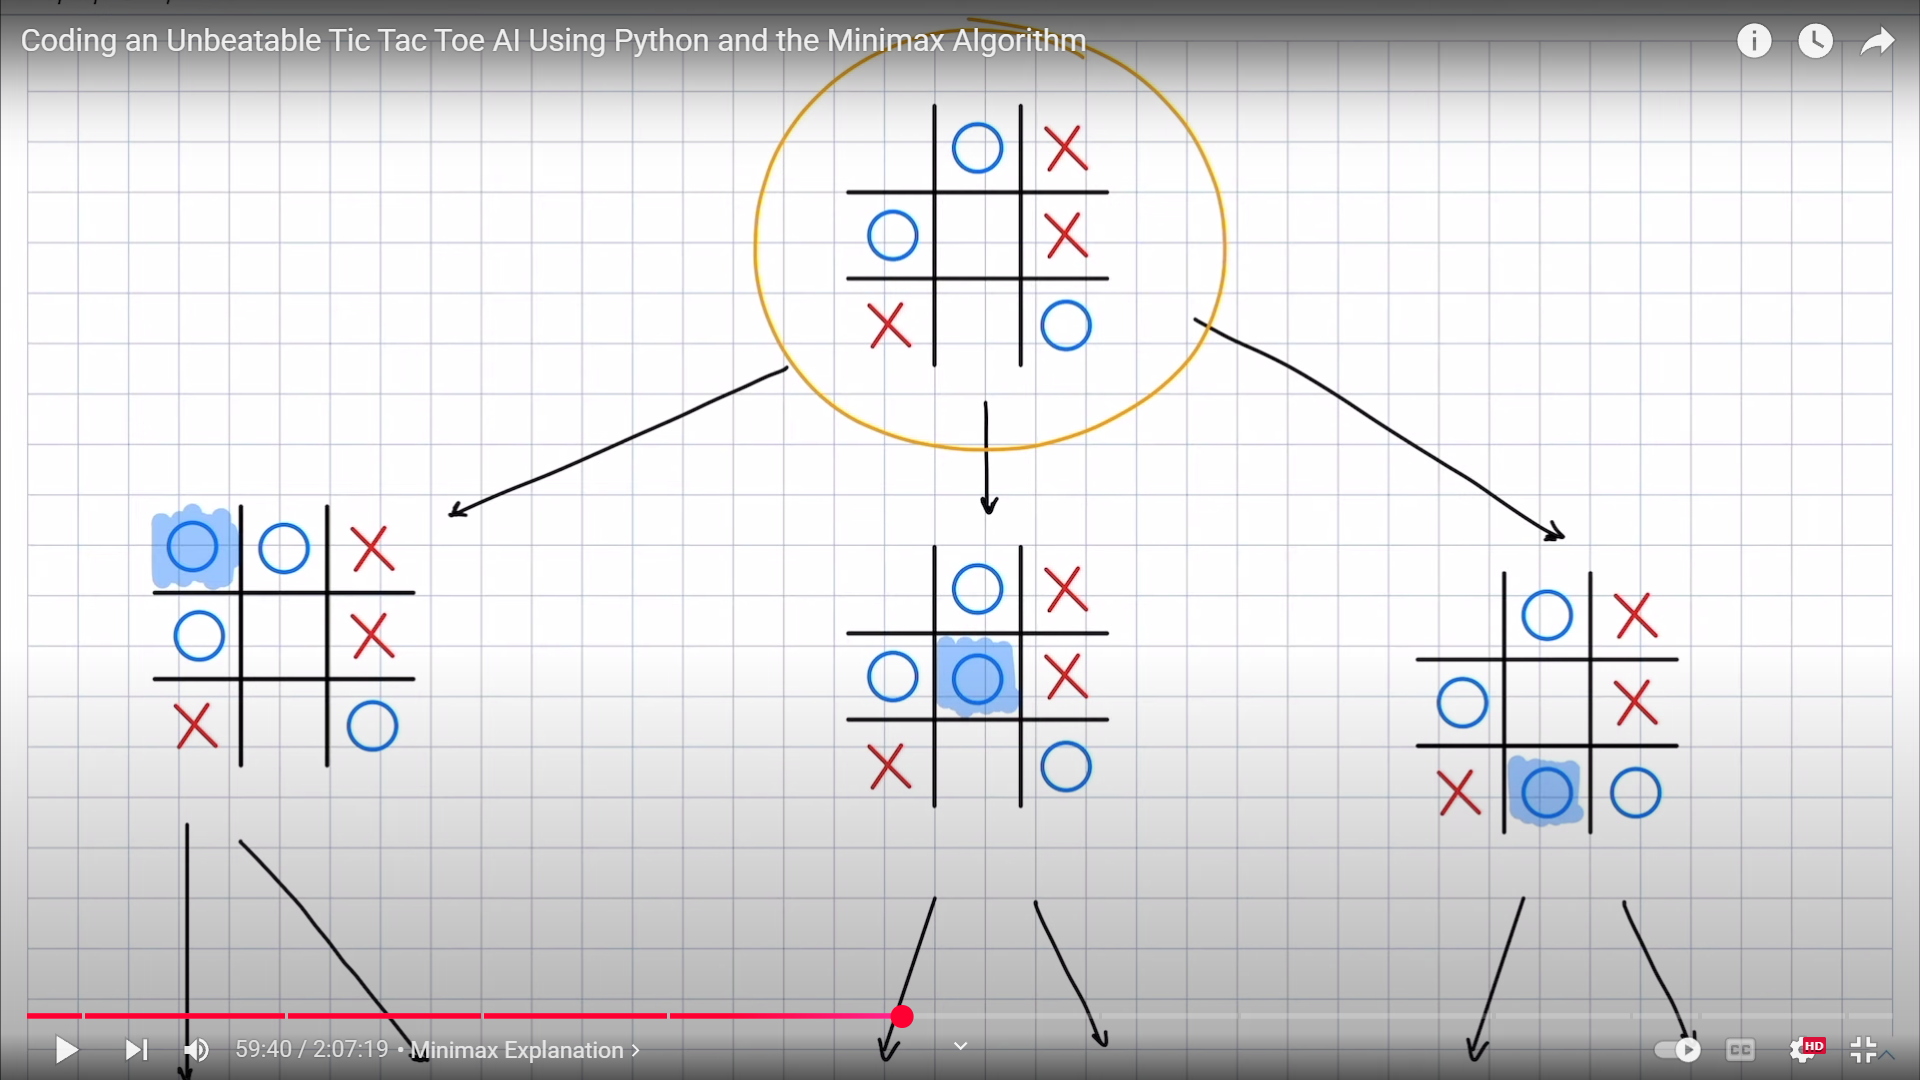 Coding an Unbeatable Tic Tac Toe AI Using Python and the Minimax Algorithm
O X
O X
X O
O O X
O X
X O
O X
O O X
X O
O X
O X
X O O
59:40 / 2:07:19 • Minimax Explanation
CC
HD